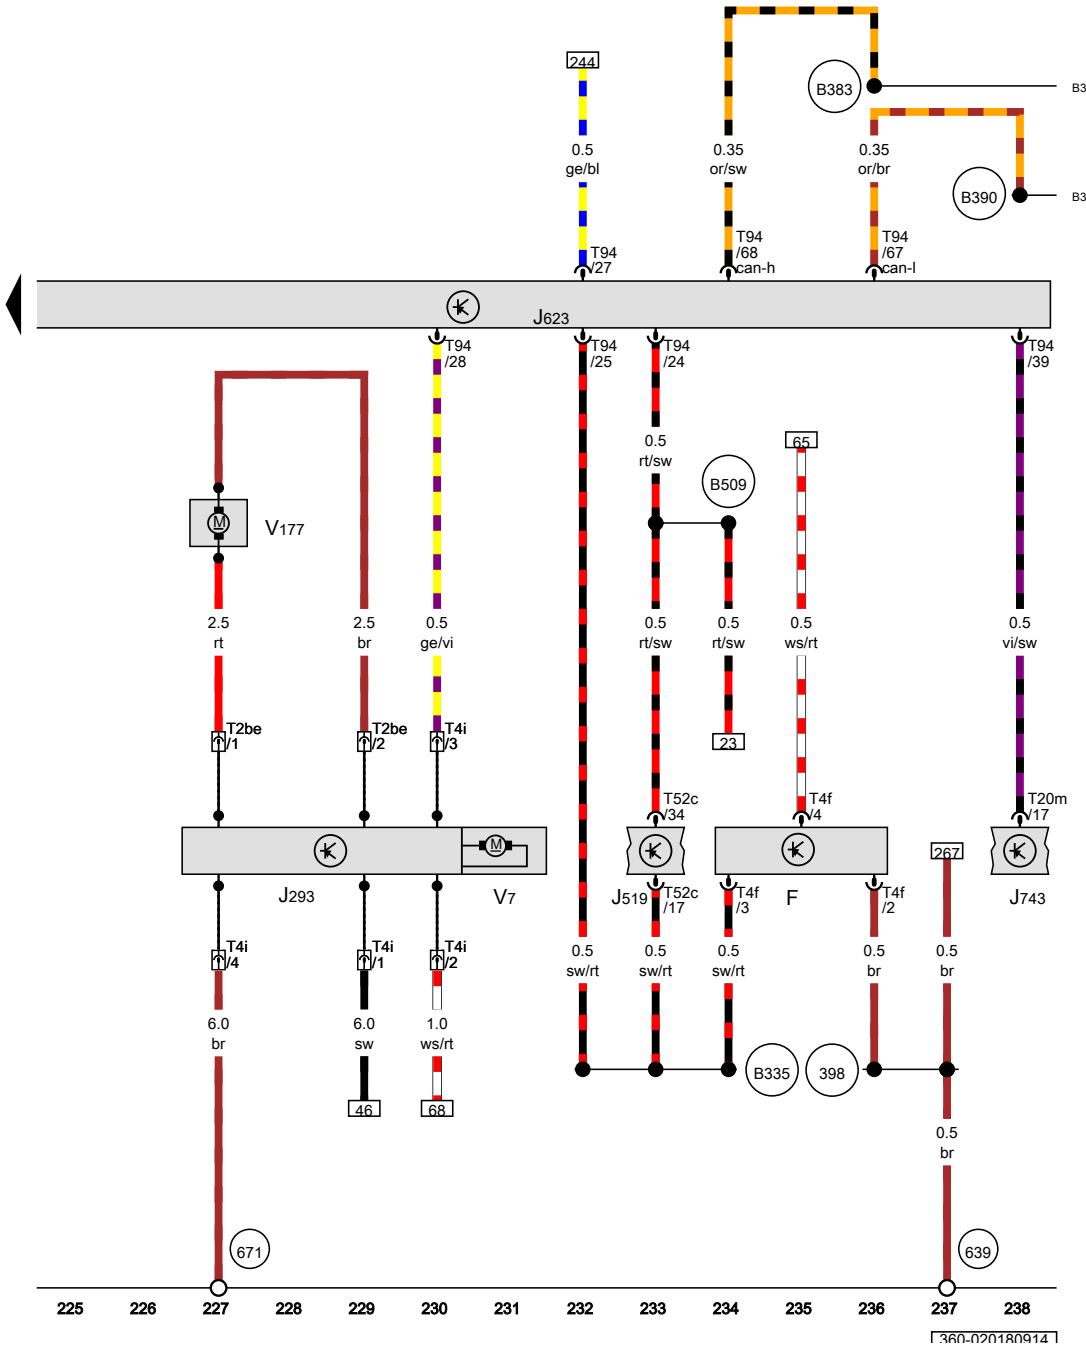 244
B383
B3
0.5
ge/bl
0.35
or/sw
0.35
or/br
B390
B3
T94
/27
T94
/68
can-h
T94
/67
can-l
J623
T94
/28
T94
/25
T94
/24
T94
/39
0.5
rt/sw
65
B509
M
V177
2.5
rt
2.5
br
0.5
ge/vi
0.5
rt/sw
0.5
rt/sw
0.5
ws/rt
0.5
vi/sw
T2be
/1
T2be
/2
T4i
/3
23
T52c
/34
T4f
/4
T20m
/17
M
267
J293
V7
J519
T52c
/17
T4f
/3
F
T4f
/2
J743
T4i
/4
T4i
/1
T4i
/2
0.5
sw/rt
0.5
sw/rt
0.5
sw/rt
0.5
br
0.5
br
6.0
br
6.0
sw
1.0
ws/rt
B335
398
46
68
0.5
br
671
639
225 226 227 228 229 230 231 232 233 234 235 236 237 238
360-020180914